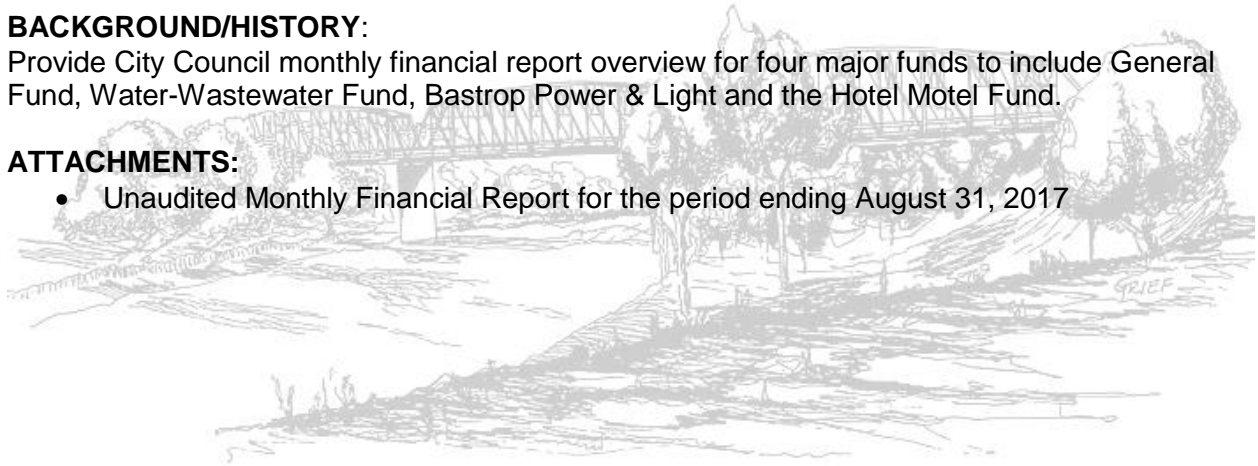 BACKGROUND/HISTORY:
Provide City Council monthly financial report overview for four major funds to include General
Fund, Water-Wastewater Fund, Bastrop Power & Light and the Hotel Motel Fund.
ATTACHMENTS:
• Unaudited Monthly Financial Report for the period ending August 31, 2017
GRIEF